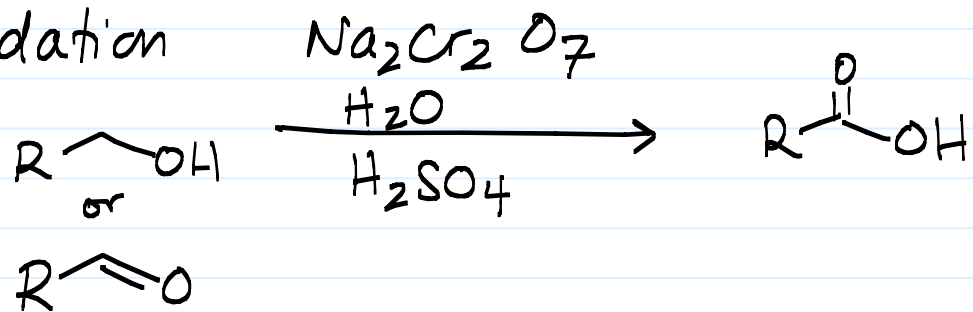 dation
Na₂Cr₂O₇
H₂O
H₂SO₄
R OH
or
R O
O
R OH